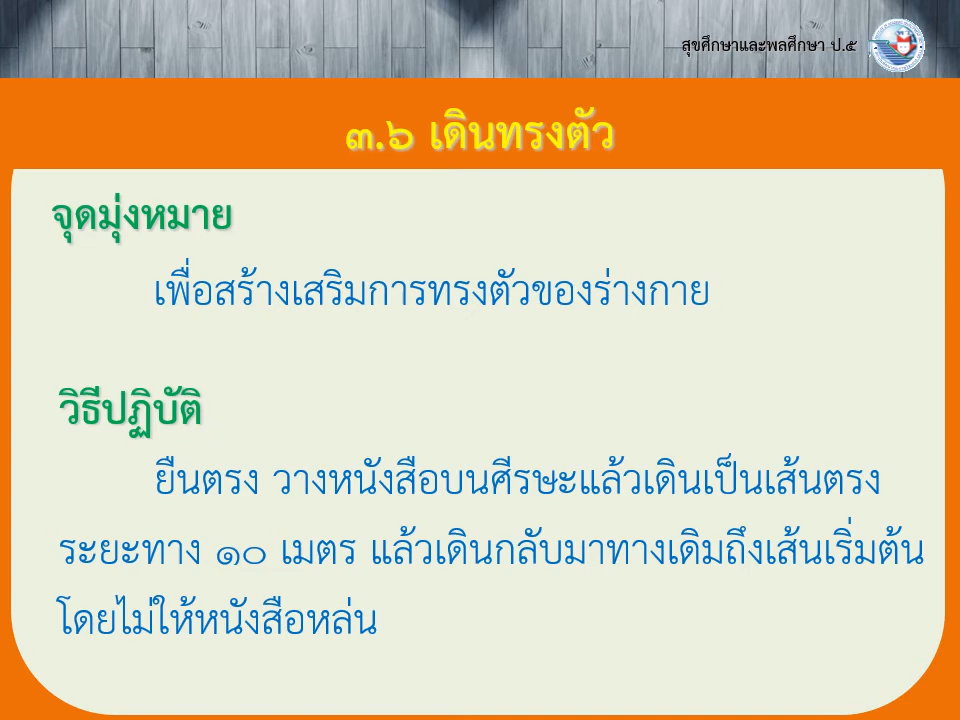 สุขศึกษาและพลศึกษา ป.๕
๓.๖ เดินทรงตัว
จุดมุ่งหมาย
เพื่อสร้างเสริมการทรงตัวของร่างกาย
วิธีปฏิบัติ
ยืนตรง วางหนังสือบนศีรษะแล้วเดินเป็นเส้นตรง
ระยะทาง ๑๐ เมตร แล้วเดินกลับมาทางเดิมถึงเส้นเริ่มต้น
โดยไม่ให้หนังสือหล่น